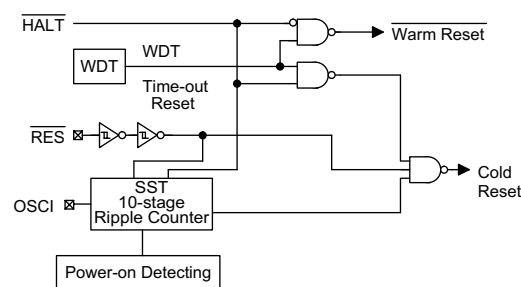 HALT
Warm Reset
WDT
WDT
Time-out
Reset
RES
Cold
Reset
SST
10-stage
Ripple Counter
OSCI
Power-on Detecting